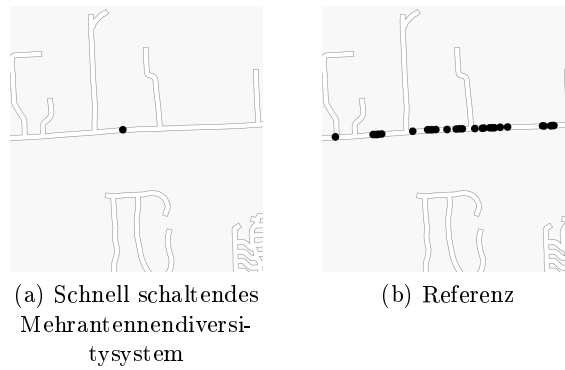 (a) Schnell schaltendes
Mehrantennendiversi-
tysystem
(b) Referenz